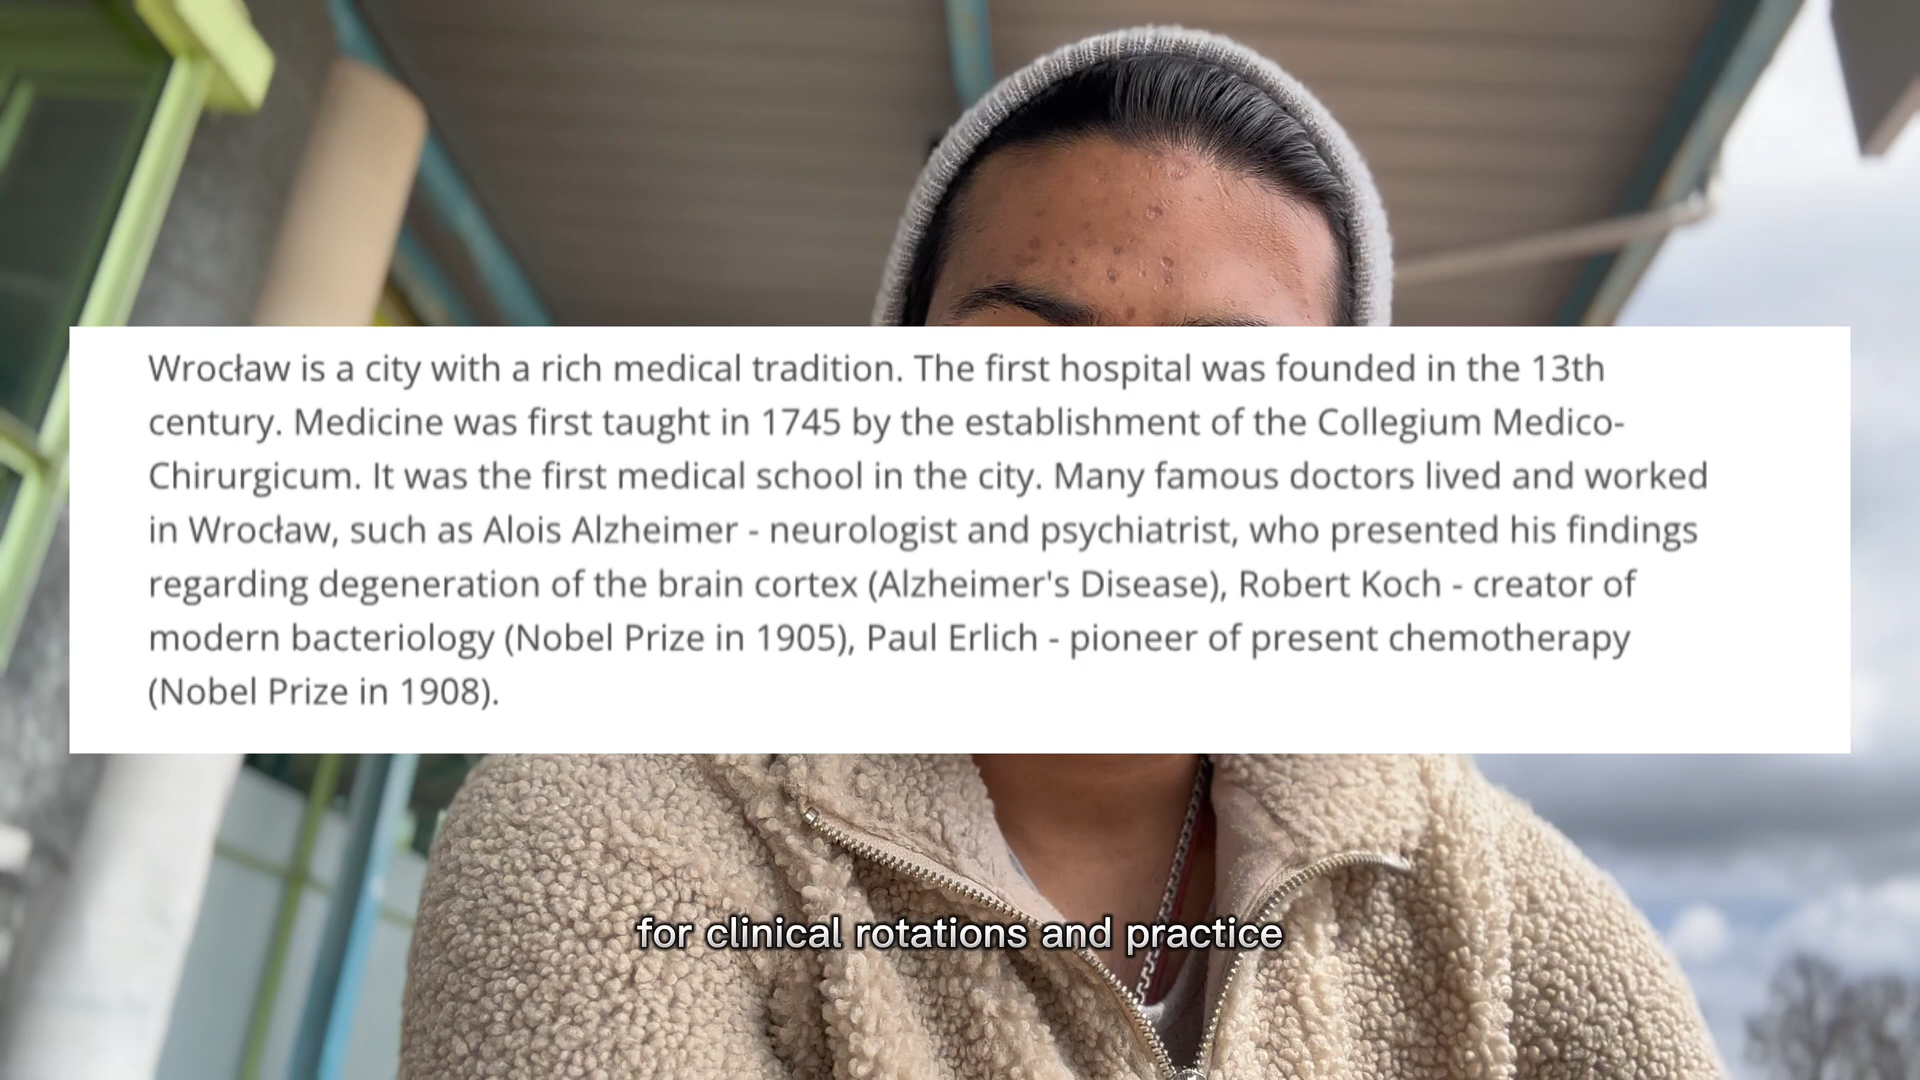 Wrocław is a city with a rich medical tradition. The first hospital was founded in the 13th
century. Medicine was first taught in 1745 by the establishment of the Collegium Medico-
Chirurgicum. It was the first medical school in the city. Many famous doctors lived and worked
in Wrocław, such as Alois Alzheimer - neurologist and psychiatrist, who presented his findings
regarding degeneration of the brain cortex (Alzheimer's Disease), Robert Koch - creator of
modern bacteriology (Nobel Prize in 1905), Paul Erlich - pioneer of present chemotherapy
(Nobel Prize in 1908).
for clinical rotations and practice